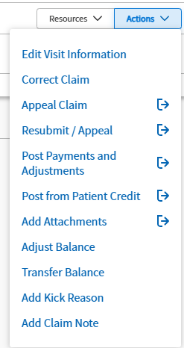 Resources Actions
Edit Visit Information
Correct Claim
Appeal Claim
Resubmit / Appeal
Post Payments and
Adjustments
Post from Patient Credit
Add Attachments
Adjust Balance
Transfer Balance
Add Kick Reason
Add Claim Note